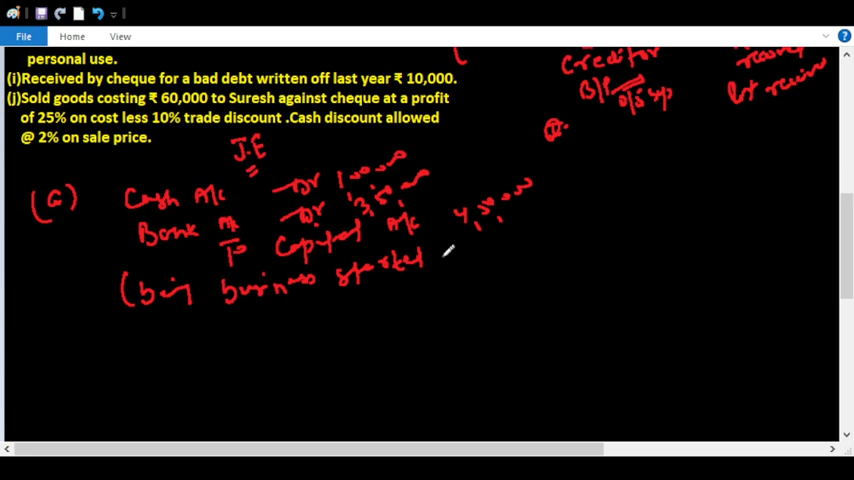 File Home View
personal use.
(i)Received by cheque for a bad debt written off last year ₹ 10,000.
(j)Sold goods costing ₹ 60,000 to Suresh against cheque at a profit
of 25% on cost less 10% trade discount .Cash discount allowed
@ 2% on sale price.
Creditor
B/P o/s exp
J.E
(a) Cash A/c Dr 1,00,000
Bank A/c Dr 3,50,000
To Capital A/c 4,50,000
(being business started